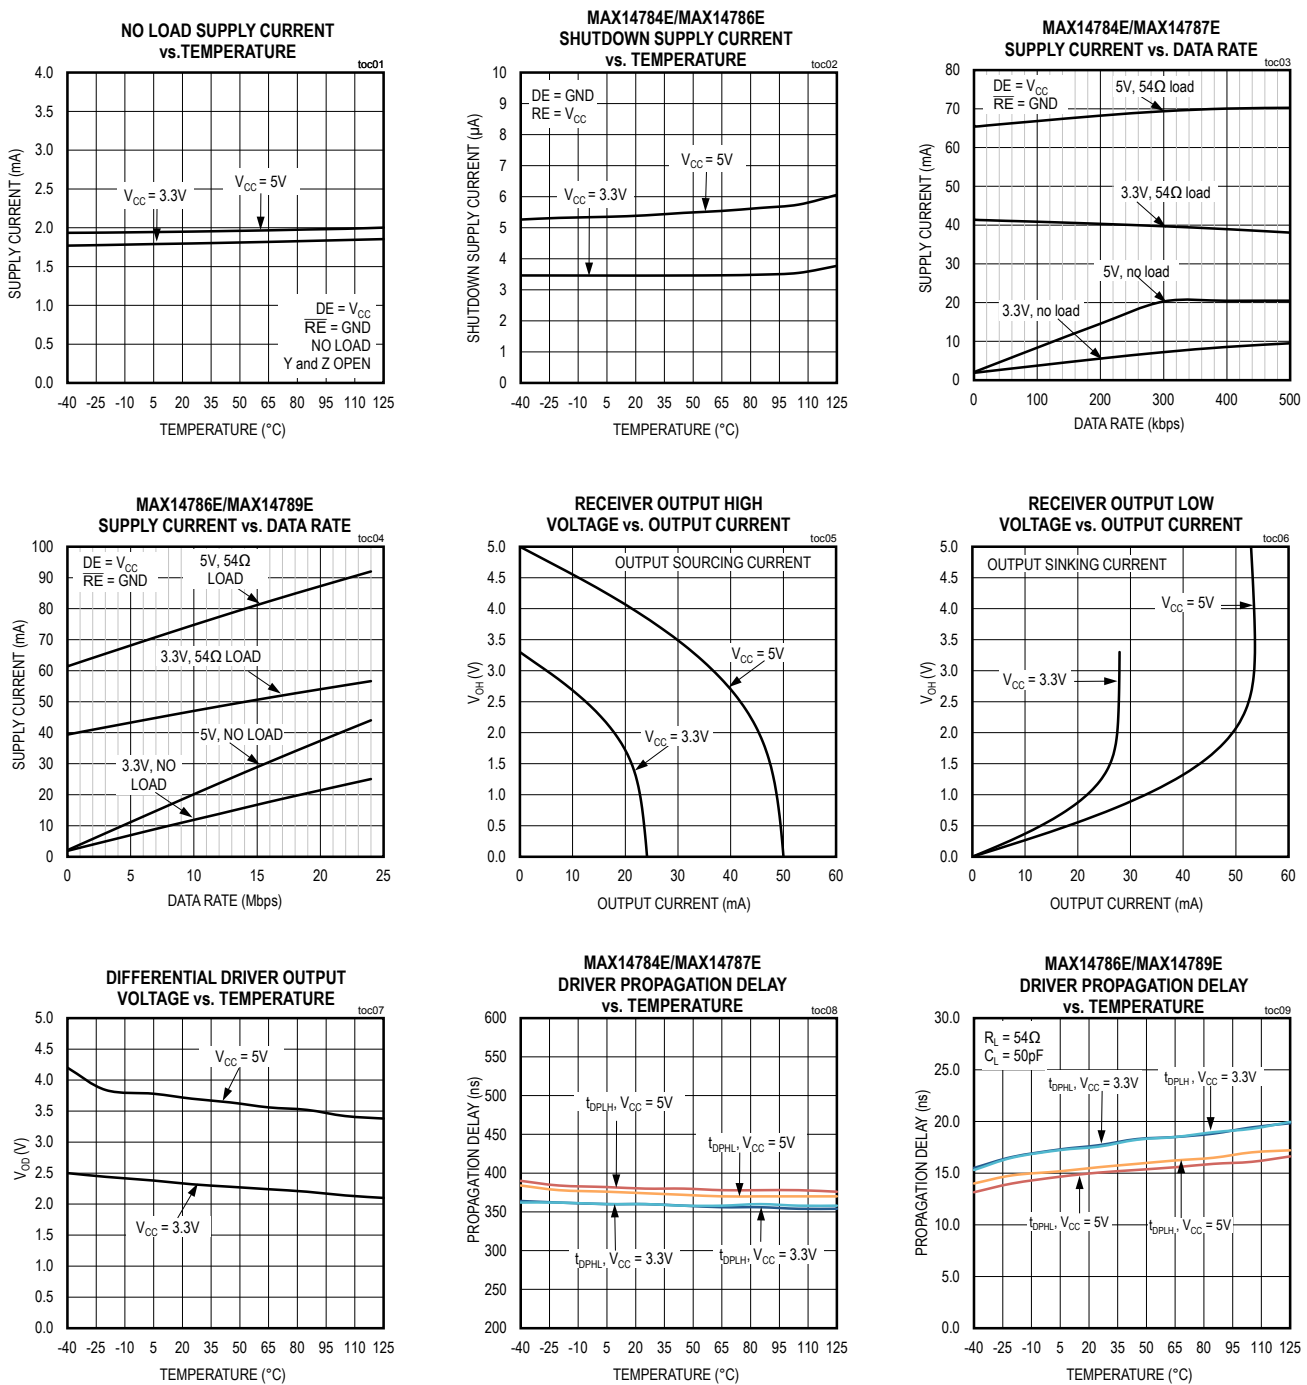 NO LOAD SUPPLY CURRENT
vs.TEMPERATURE
toc01
SUPPLY CURRENT (mA)
4.0
3.5
3.0
2.5
2.0
1.5
1.0
0.5
0.0
VCC = 3.3V
VCC = 5V
DE = VCC
RE = GND
NO LOAD
Y and Z OPEN
-40 -25 -10 5 20 35 50 65 80 95 110 125
TEMPERATURE (°C)
MAX14784E/MAX14786E
SHUTDOWN SUPPLY CURRENT
vs. TEMPERATURE
toc02
SHUTDOWN SUPPLY CURRENT (µA)
10
9
8
7
6
5
4
3
2
1
0
DE = GND
RE = VCC
VCC = 5V
VCC = 3.3V
-40 -25 -10 5 20 35 50 65 80 95 110 125
TEMPERATURE (°C)
MAX14784E/MAX14787E
SUPPLY CURRENT vs. DATA RATE
toc03
SUPPLY CURRENT (mA)
80
70
60
50
40
30
20
10
0
DE = VCC
RE = GND
5V, 54Ω load
3.3V, 54Ω load
5V, no load
3.3V, no load
0 100 200 300 400 500
DATA RATE (kbps)
MAX14786E/MAX14789E
SUPPLY CURRENT vs. DATA RATE
toc04
SUPPLY CURRENT (mA)
100
90
80
70
60
50
40
30
20
10
0
DE = VCC
RE = GND
5V, 54Ω
LOAD
3.3V, 54Ω LOAD
5V, NO LOAD
3.3V, NO
LOAD
0 5 10 15 20 25
DATA RATE (Mbps)
RECEIVER OUTPUT HIGH
VOLTAGE vs. OUTPUT CURRENT
toc05
VOH (V)
5.0
4.5
4.0
3.5
3.0
2.5
2.0
1.5
1.0
0.5
0.0
OUTPUT SOURCING CURRENT
VCC = 5V
VCC = 3.3V
0 10 20 30 40 50 60
OUTPUT CURRENT (mA)
RECEIVER OUTPUT LOW
VOLTAGE vs. OUTPUT CURRENT
toc06
VOH (V)
5.0
4.5
4.0
3.5
3.0
2.5
2.0
1.5
1.0
0.5
0.0
OUTPUT SINKING CURRENT
VCC = 5V
VCC = 3.3V
0 10 20 30 40 50 60
OUTPUT CURRENT (mA)
DIFFERENTIAL DRIVER OUTPUT
VOLTAGE vs. TEMPERATURE
toc07
VOD (V)
5.0
4.5
4.0
3.5
3.0
2.5
2.0
1.5
1.0
0.5
0.0
VCC = 5V
VCC = 3.3V
-40 -25 -10 5 20 35 50 65 80 95 110 125
TEMPERATURE (°C)
MAX14784E/MAX14787E
DRIVER PROPAGATION DELAY
vs. TEMPERATURE
toc08
PROPAGATION DELAY (ns)
600
550
500
450
400
350
300
250
200
tDPLH, VCC = 5V
tDPHL, VCC = 5V
tDPHL, VCC = 3.3V
tDPLH, VCC = 3.3V
-40 -25 -10 5 20 35 50 65 80 95 110 125
TEMPERATURE (°C)
MAX14786E/MAX14789E
DRIVER PROPAGATION DELAY
vs. TEMPERATURE
toc09
PROPAGATION DELAY (ns)
30.0
25.0
20.0
15.0
10.0
5.0
0.0
RL = 54Ω
CL = 50pF
tDPHL, VCC = 3.3V
tDPLH, VCC = 3.3V
tDPHL, VCC = 5V
tDPLH, VCC = 5V
-40 -25 -10 5 20 35 50 65 80 95 110 125
TEMPERATURE (°C)